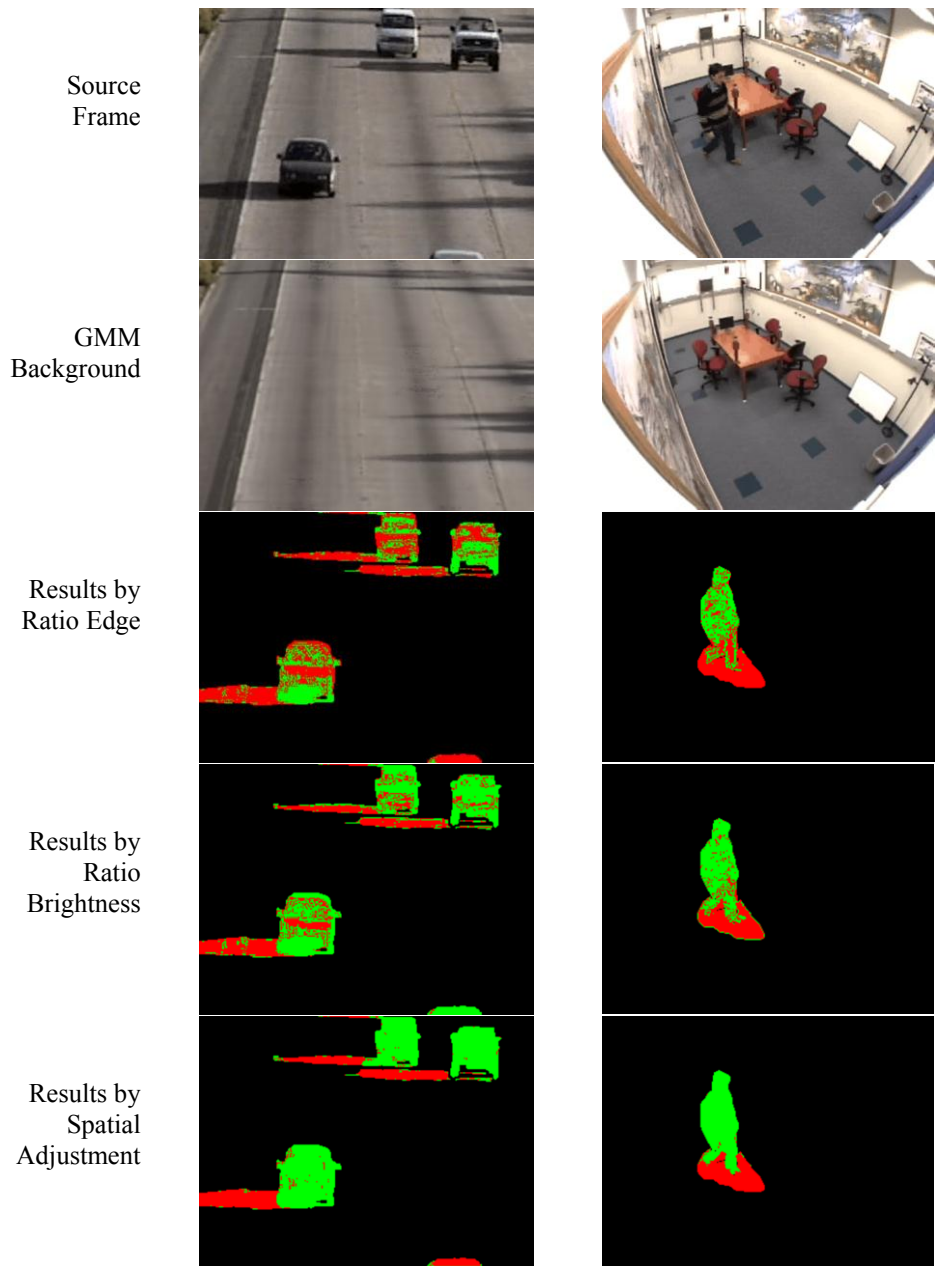 Source
Frame
GMM
Background
Results by
Ratio Edge
Results by
Ratio
Brightness
Results by
Spatial
Adjustment